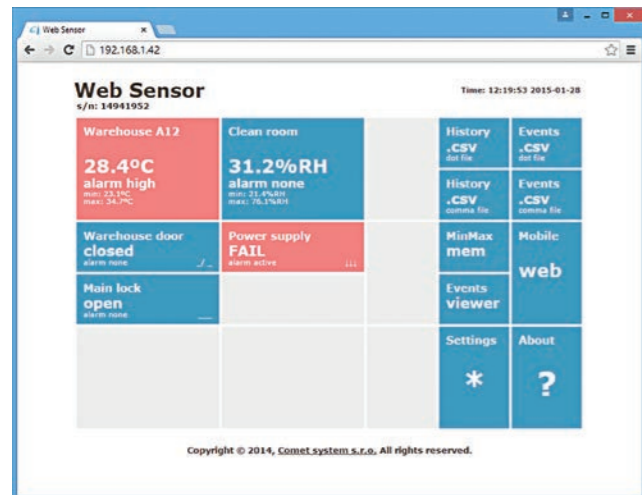 Web Sensor
192.168.1.42
Web Sensor
s/n: 14941952
Time: 12:19:53 2015-01-28
Warehouse A12
28.4ºC
alarm high
min: 23.1ºC
max: 34.7ºC
Clean room
31.2%RH
alarm none
min: 21.4%RH
max: 76.1%RH
History
.csv
dot file
Events
.csv
dot file
History
.csv
comma file
Events
.csv
comma file
Warehouse door
closed
alarm none
Power supply
FAIL
alarm active
MinMax
mem
Mobile
web
Main lock
open
alarm none
Events
viewer
Settings
*
About
?
Copyright © 2014, Comet system s.r.o. All rights reserved.